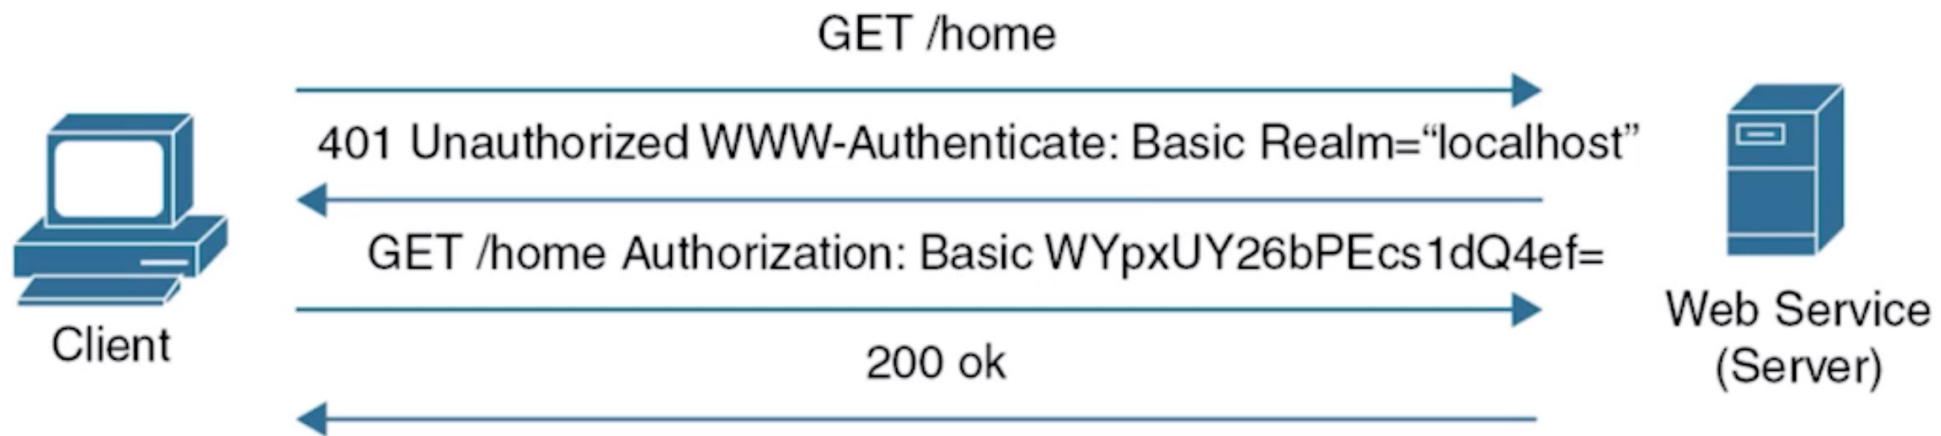 GET /home
401 Unauthorized WWW-Authenticate: Basic Realm=“localhost”
GET /home Authorization: Basic WYpxUY26bPEcs1dQ4ef=
200 ok
Client
Web Service
(Server)